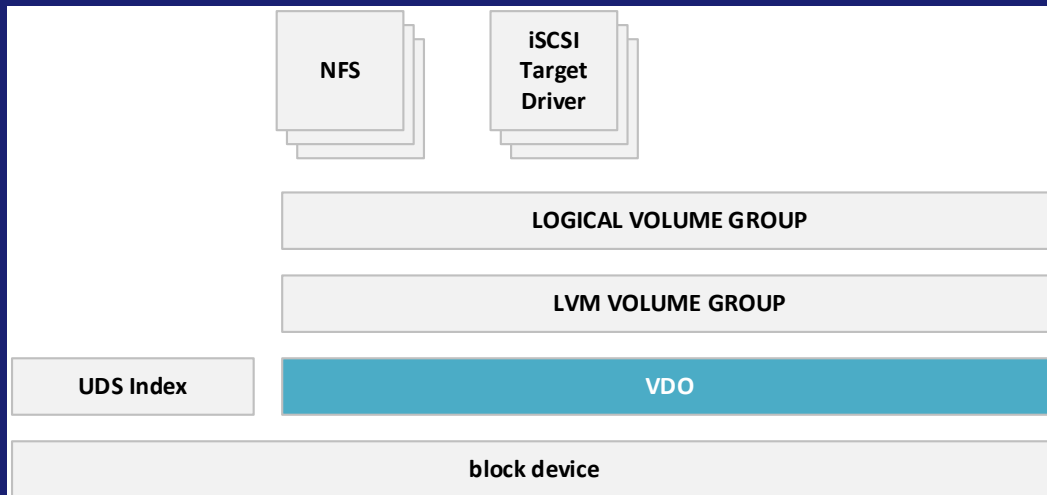 NFS
iSCSI
Target
Driver
LOGICAL VOLUME GROUP
LVM VOLUME GROUP
UDS Index
VDO
block device